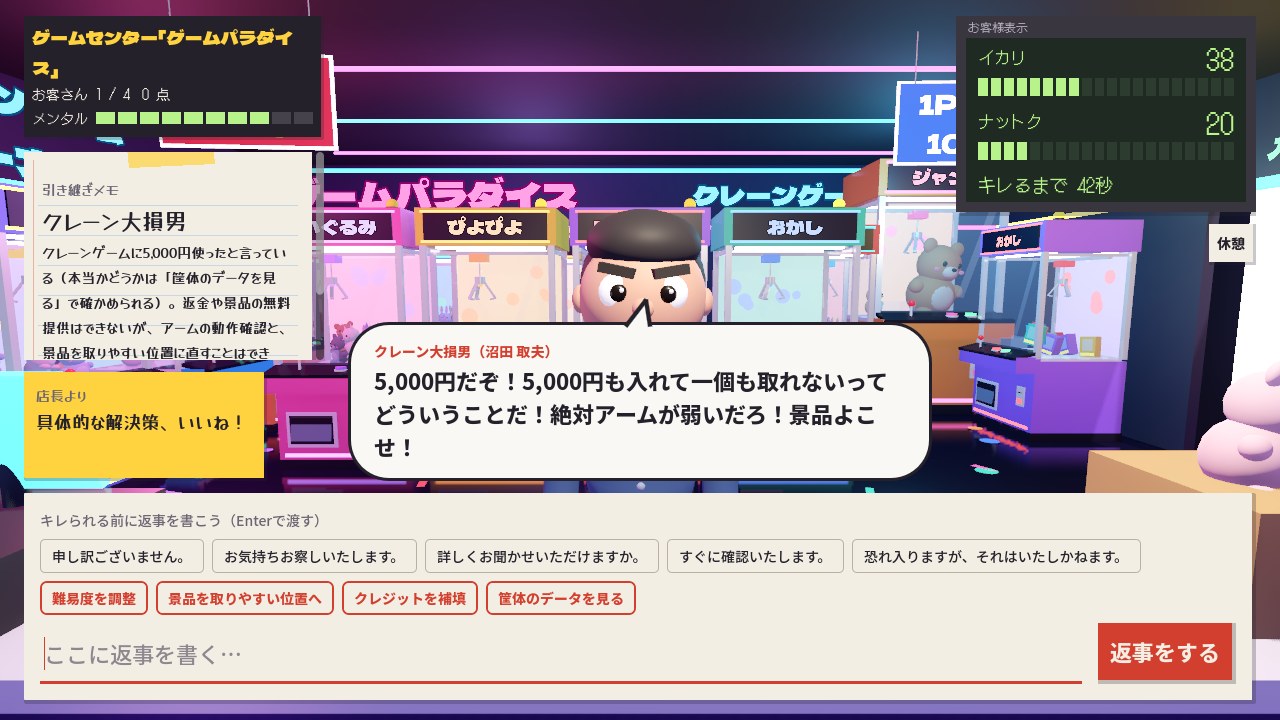 ゲームセンター「ゲームパラダイ
ス」
お客さん 1/4 0点
メンタル
引き継ぎメモ
クレーン大損男
クレーンゲームに5,000円使ったと言ってい
る（本当かどうかは「筐体のデータを見
る」で確かめられる）。返金や景品の無料
提供はできないが、アームの動作確認と、
景品を取りやすい位置に直すことはでき
店長より
具体的な解決策、いいね！
お客様表示
イカリ 38
ナットク 20
キレるまで 42秒
休憩
1P
10
ームパラダイス
クレーンゲー
ジャン
ぐるみ
ぴよぴよ
おかし
おかし
クレーン大損男（沼田 取夫）
5,000円だぞ！5,000円も入れて一個も取れないって
どういうことだ！絶対アームが弱いだろ！景品よこ
せ！
キレられる前に返事を書こう（Enterで渡す）
申し訳ございません。
お気持ちお察しいたします。
詳しくお聞かせいただけますか。
すぐに確認いたします。
恐れ入りますが、それはいたしかねます。
難易度を調整
景品を取りやすい位置へ
クレジットを補填
筐体のデータを見る
ここに返事を書く…
返事をする